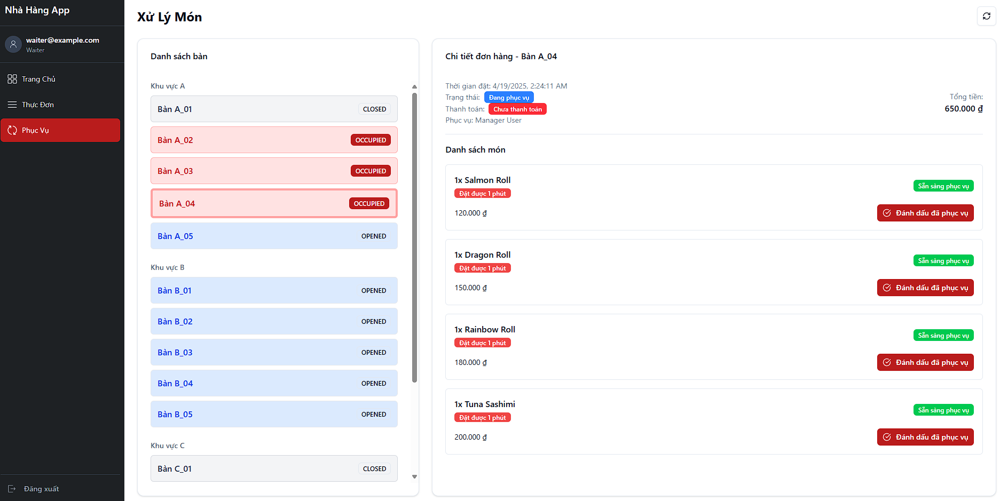 Nhà Hàng App
waiter@example.com
Waiter
Trang Chủ
Thực Đơn
Phục Vụ
Đăng xuất
Xử Lý Món
Danh sách bàn
Khu vực A
Bàn A_01 CLOSED
Bàn A_02 OCCUPIED
Bàn A_03 OCCUPIED
Bàn A_04 OCCUPIED
Bàn A_05 OPENED
Khu vực B
Bàn B_01 OPENED
Bàn B_02 OPENED
Bàn B_03 OPENED
Bàn B_04 OPENED
Bàn B_05 OPENED
Khu vực C
Bàn C_01 CLOSED
Chi tiết đơn hàng - Bàn A_04
Thời gian đặt: 4/19/2025, 2:24:11 AM
Trạng thái: Đang phục vụ
Thanh toán: Chưa thanh toán
Phục vụ: Manager User
Tổng tiền:
650.000 ₫
Danh sách món
1x Salmon Roll
Đặt được 1 phút
Sẵn sàng phục vụ
120.000 ₫
Đánh dấu đã phục vụ
1x Dragon Roll
Đặt được 1 phút
Sẵn sàng phục vụ
150.000 ₫
Đánh dấu đã phục vụ
1x Rainbow Roll
Đặt được 1 phút
Sẵn sàng phục vụ
180.000 ₫
Đánh dấu đã phục vụ
1x Tuna Sashimi
Đặt được 1 phút
Sẵn sàng phục vụ
200.000 ₫
Đánh dấu đã phục vụ